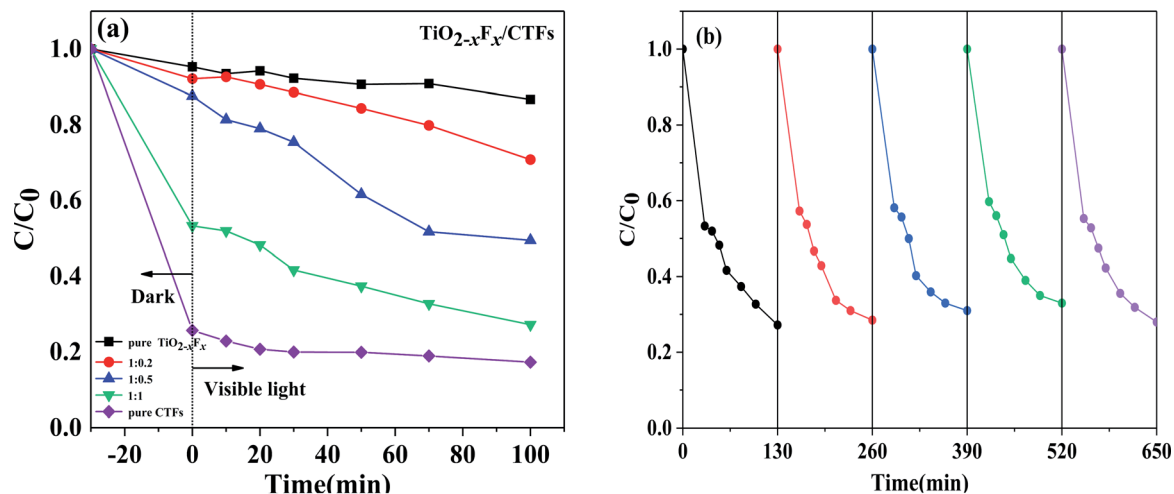 (a)
TiO2-xFx/CTFs
C/C0
1.0
0.8
0.6
0.4
0.2
0.0
Dark
Visible light
pure TiO2-xFx
1:0.2
1:0.5
1:1
pure CTFs
-20 0 20 40 60 80 100
Time(min)
(b)
C/C0
1.0
0.8
0.6
0.4
0.2
0.0
0 130 260 390 520 650
Time(min)